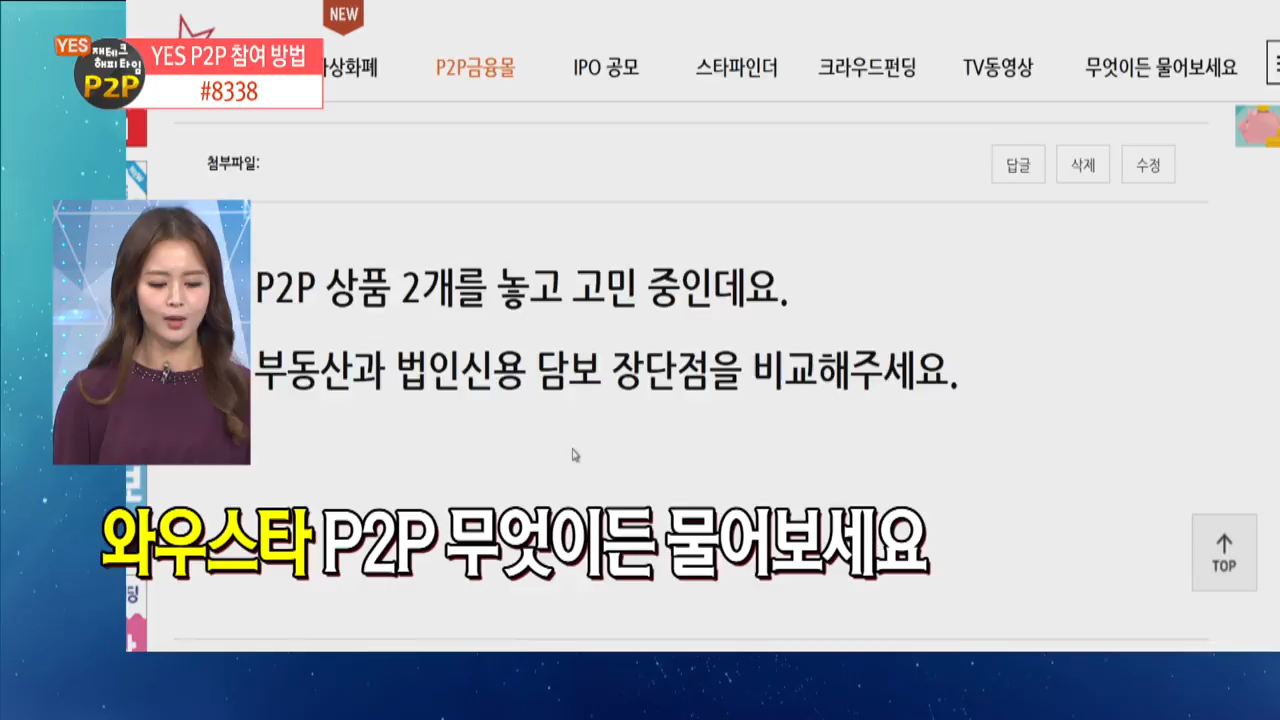 NEW
YES
재테크
해피타임
P2P
YES P2P 참여 방법
#8338
상화폐
P2P금융몰
IPO 공모
스타파인더
크라우드펀딩
TV동영상
무엇이든 물어보세요
첨부파일:
답글
삭제
수정
P2P 상품 2개를 놓고 고민 중인데요.
부동산과 법인신용 담보 장단점을 비교해주세요.
와우스타 P2P 무엇이든 물어보세요
딩
TOP